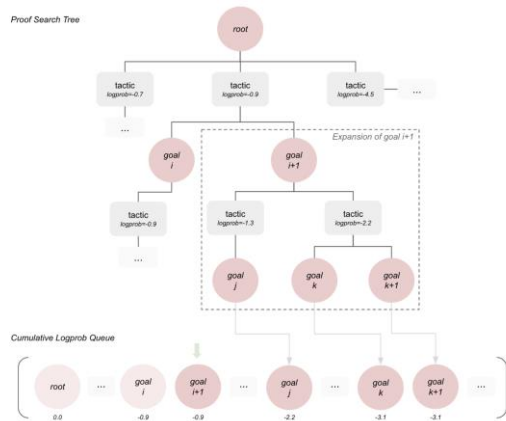 Proof Search Tree
root
tactic
logprob=-0.7
tactic
logprob=-0.9
tactic
logprob=-4.5
...
...
Expansion of goal i+1
goal
i
goal
i+1
tactic
logprob=-0.9
tactic
logprob=-1.3
tactic
logprob=-2.2
...
goal
j
goal
k
goal
k+1
Cumulative Logprob Queue
root
...
goal
i
goal
i+1
...
goal
j
...
goal
k
goal
k+1
...
0.0
-0.9
-0.9
-2.2
-3.1
-3.1